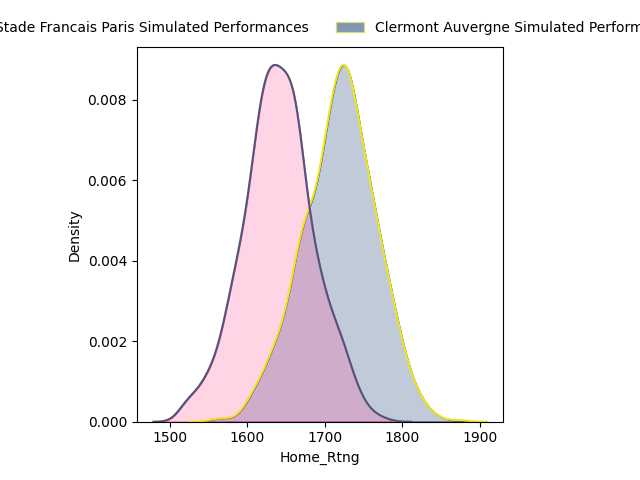 Stade Francais Paris Simulated Performances Clermont Auvergne Simulated Perform
0.008
0.006
0.004
0.002
0.000
Density
1500 1600 1700 1800 1900
Home_Rtng